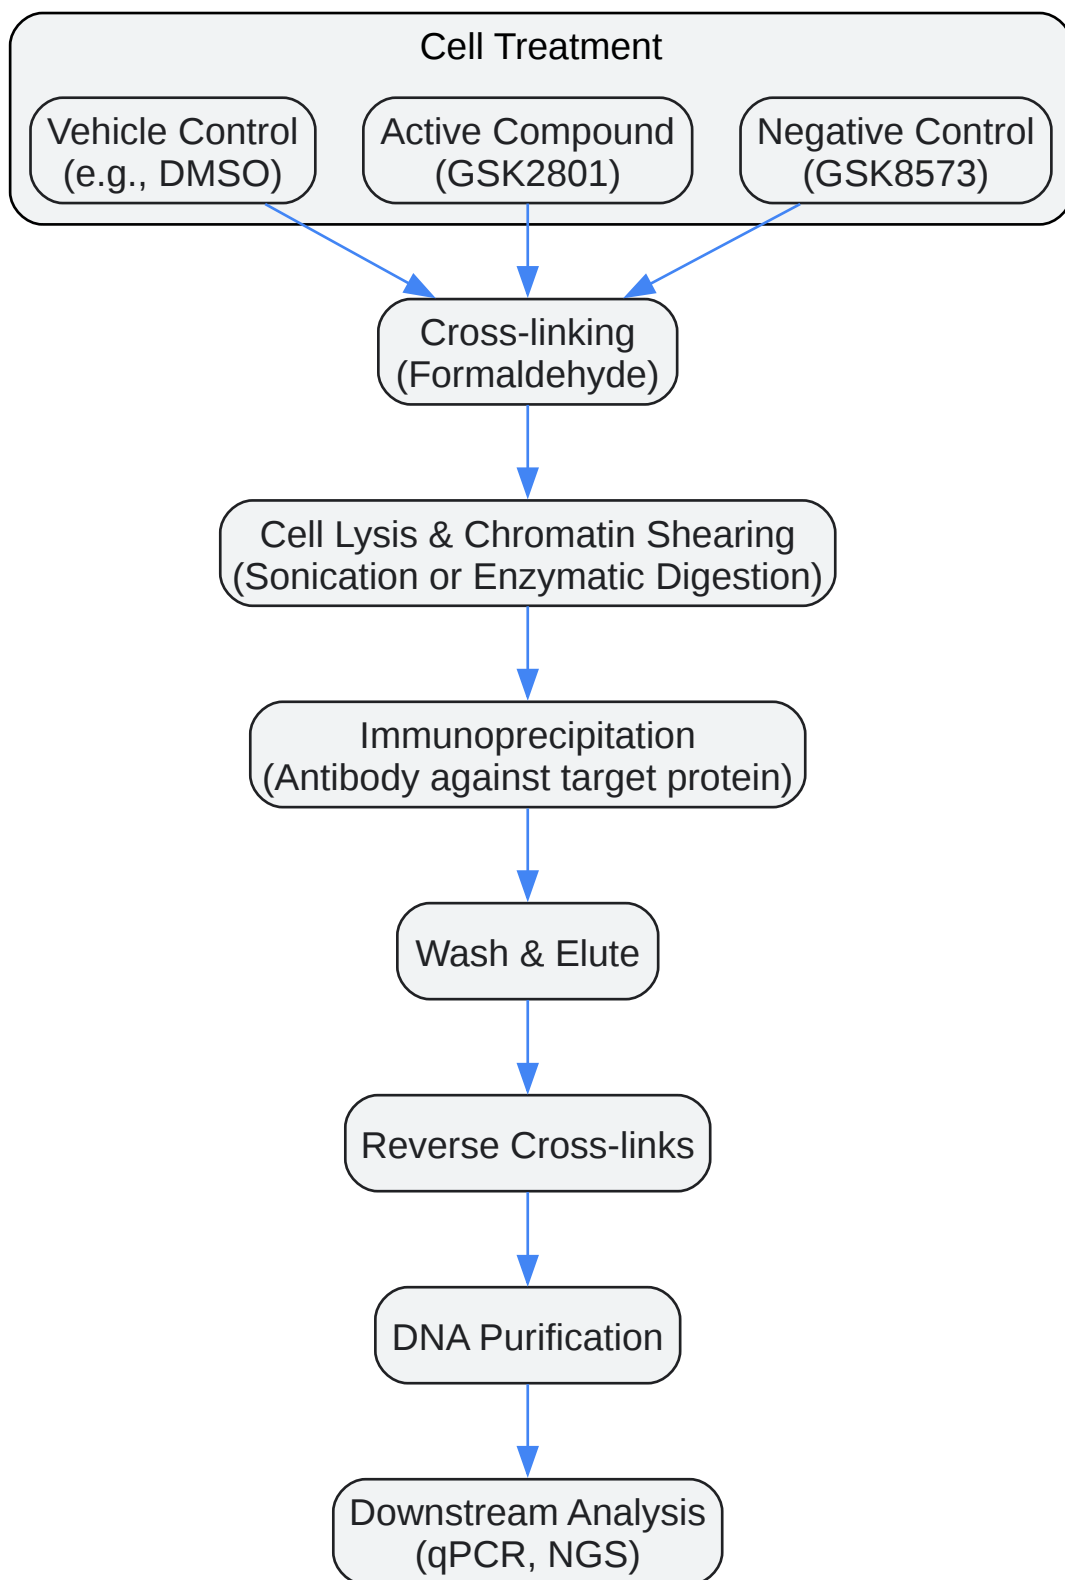 Cell Treatment
Vehicle Control
(e.g., DMSO)
Active Compound
(GSK2801)
Negative Control
(GSK8573)
Cross-linking
(Formaldehyde)
Cell Lysis & Chromatin Shearing
(Sonication or Enzymatic Digestion)
Immunoprecipitation
(Antibody against target protein)
Wash & Elute
Reverse Cross-links
DNA Purification
Downstream Analysis
(qPCR, NGS)